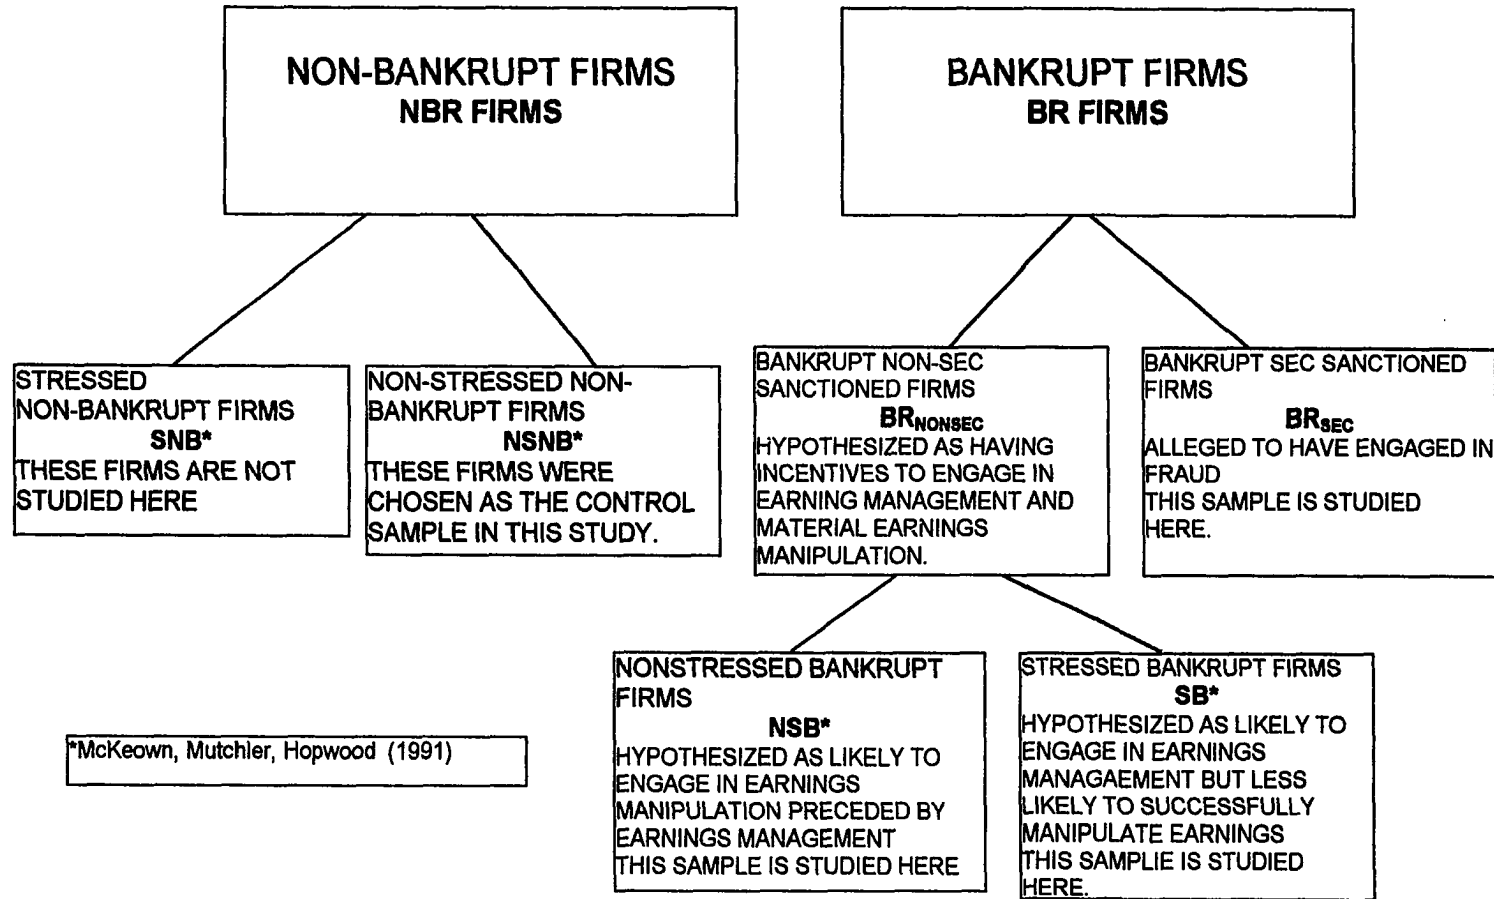 NON-BANKRUPT FIRMS
NBR FIRMS
BANKRUPT FIRMS
BR FIRMS
STRESSED
NON-BANKRUPT FIRMS
SNB*
THESE FIRMS ARE NOT
STUDIED HERE
NON-STRESSED NON-
BANKRUPT FIRMS
NSNB*
THESE FIRMS WERE
CHOSEN AS THE CONTROL
SAMPLE IN THIS STUDY.
BANKRUPT NON-SEC
SANCTIONED FIRMS
BRNONSEC
HYPOTHESIZED AS HAVING
INCENTIVES TO ENGAGE IN
EARNING MANAGEMENT AND
MATERIAL EARNINGS
MANIPULATION.
BANKRUPT SEC SANCTIONED
FIRMS
BRSEC
ALLEGED TO HAVE ENGAGED IN
FRAUD
THIS SAMPLE IS STUDIED
HERE.
NONSTRESSED BANKRUPT
FIRMS
NSB*
HYPOTHESIZED AS LIKELY TO
ENGAGE IN EARNINGS
MANIPULATION PRECEDED BY
EARNINGS MANAGEMENT
THIS SAMPLE IS STUDIED HERE
STRESSED BANKRUPT FIRMS
SB*
HYPOTHESIZED AS LIKELY TO
ENGAGE IN EARNINGS
MANAGAEMENT BUT LESS
LIKELY TO SUCCESSFULLY
MANIPULATE EARNINGS
THIS SAMPLIE IS STUDIED
HERE.
*McKeown, Mutchler, Hopwood (1991)